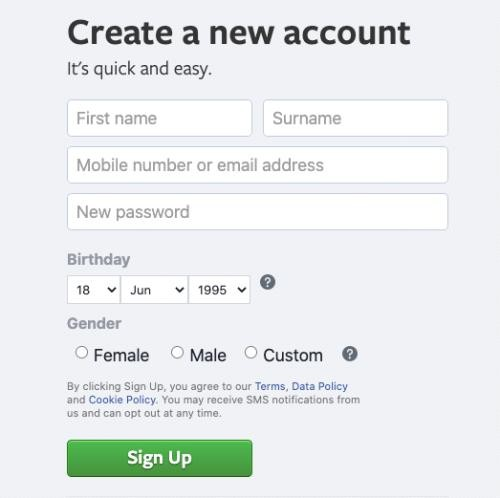 Create a new account
It's quick and easy.
First name Surname
Mobile number or email address
New password
Birthday
18 Jun 1995 ?
Gender
Female Male Custom ?
By clicking Sign Up, you agree to our Terms, Data Policy
and Cookie Policy. You may receive SMS notifications from
us and can opt out at any time.
Sign Up